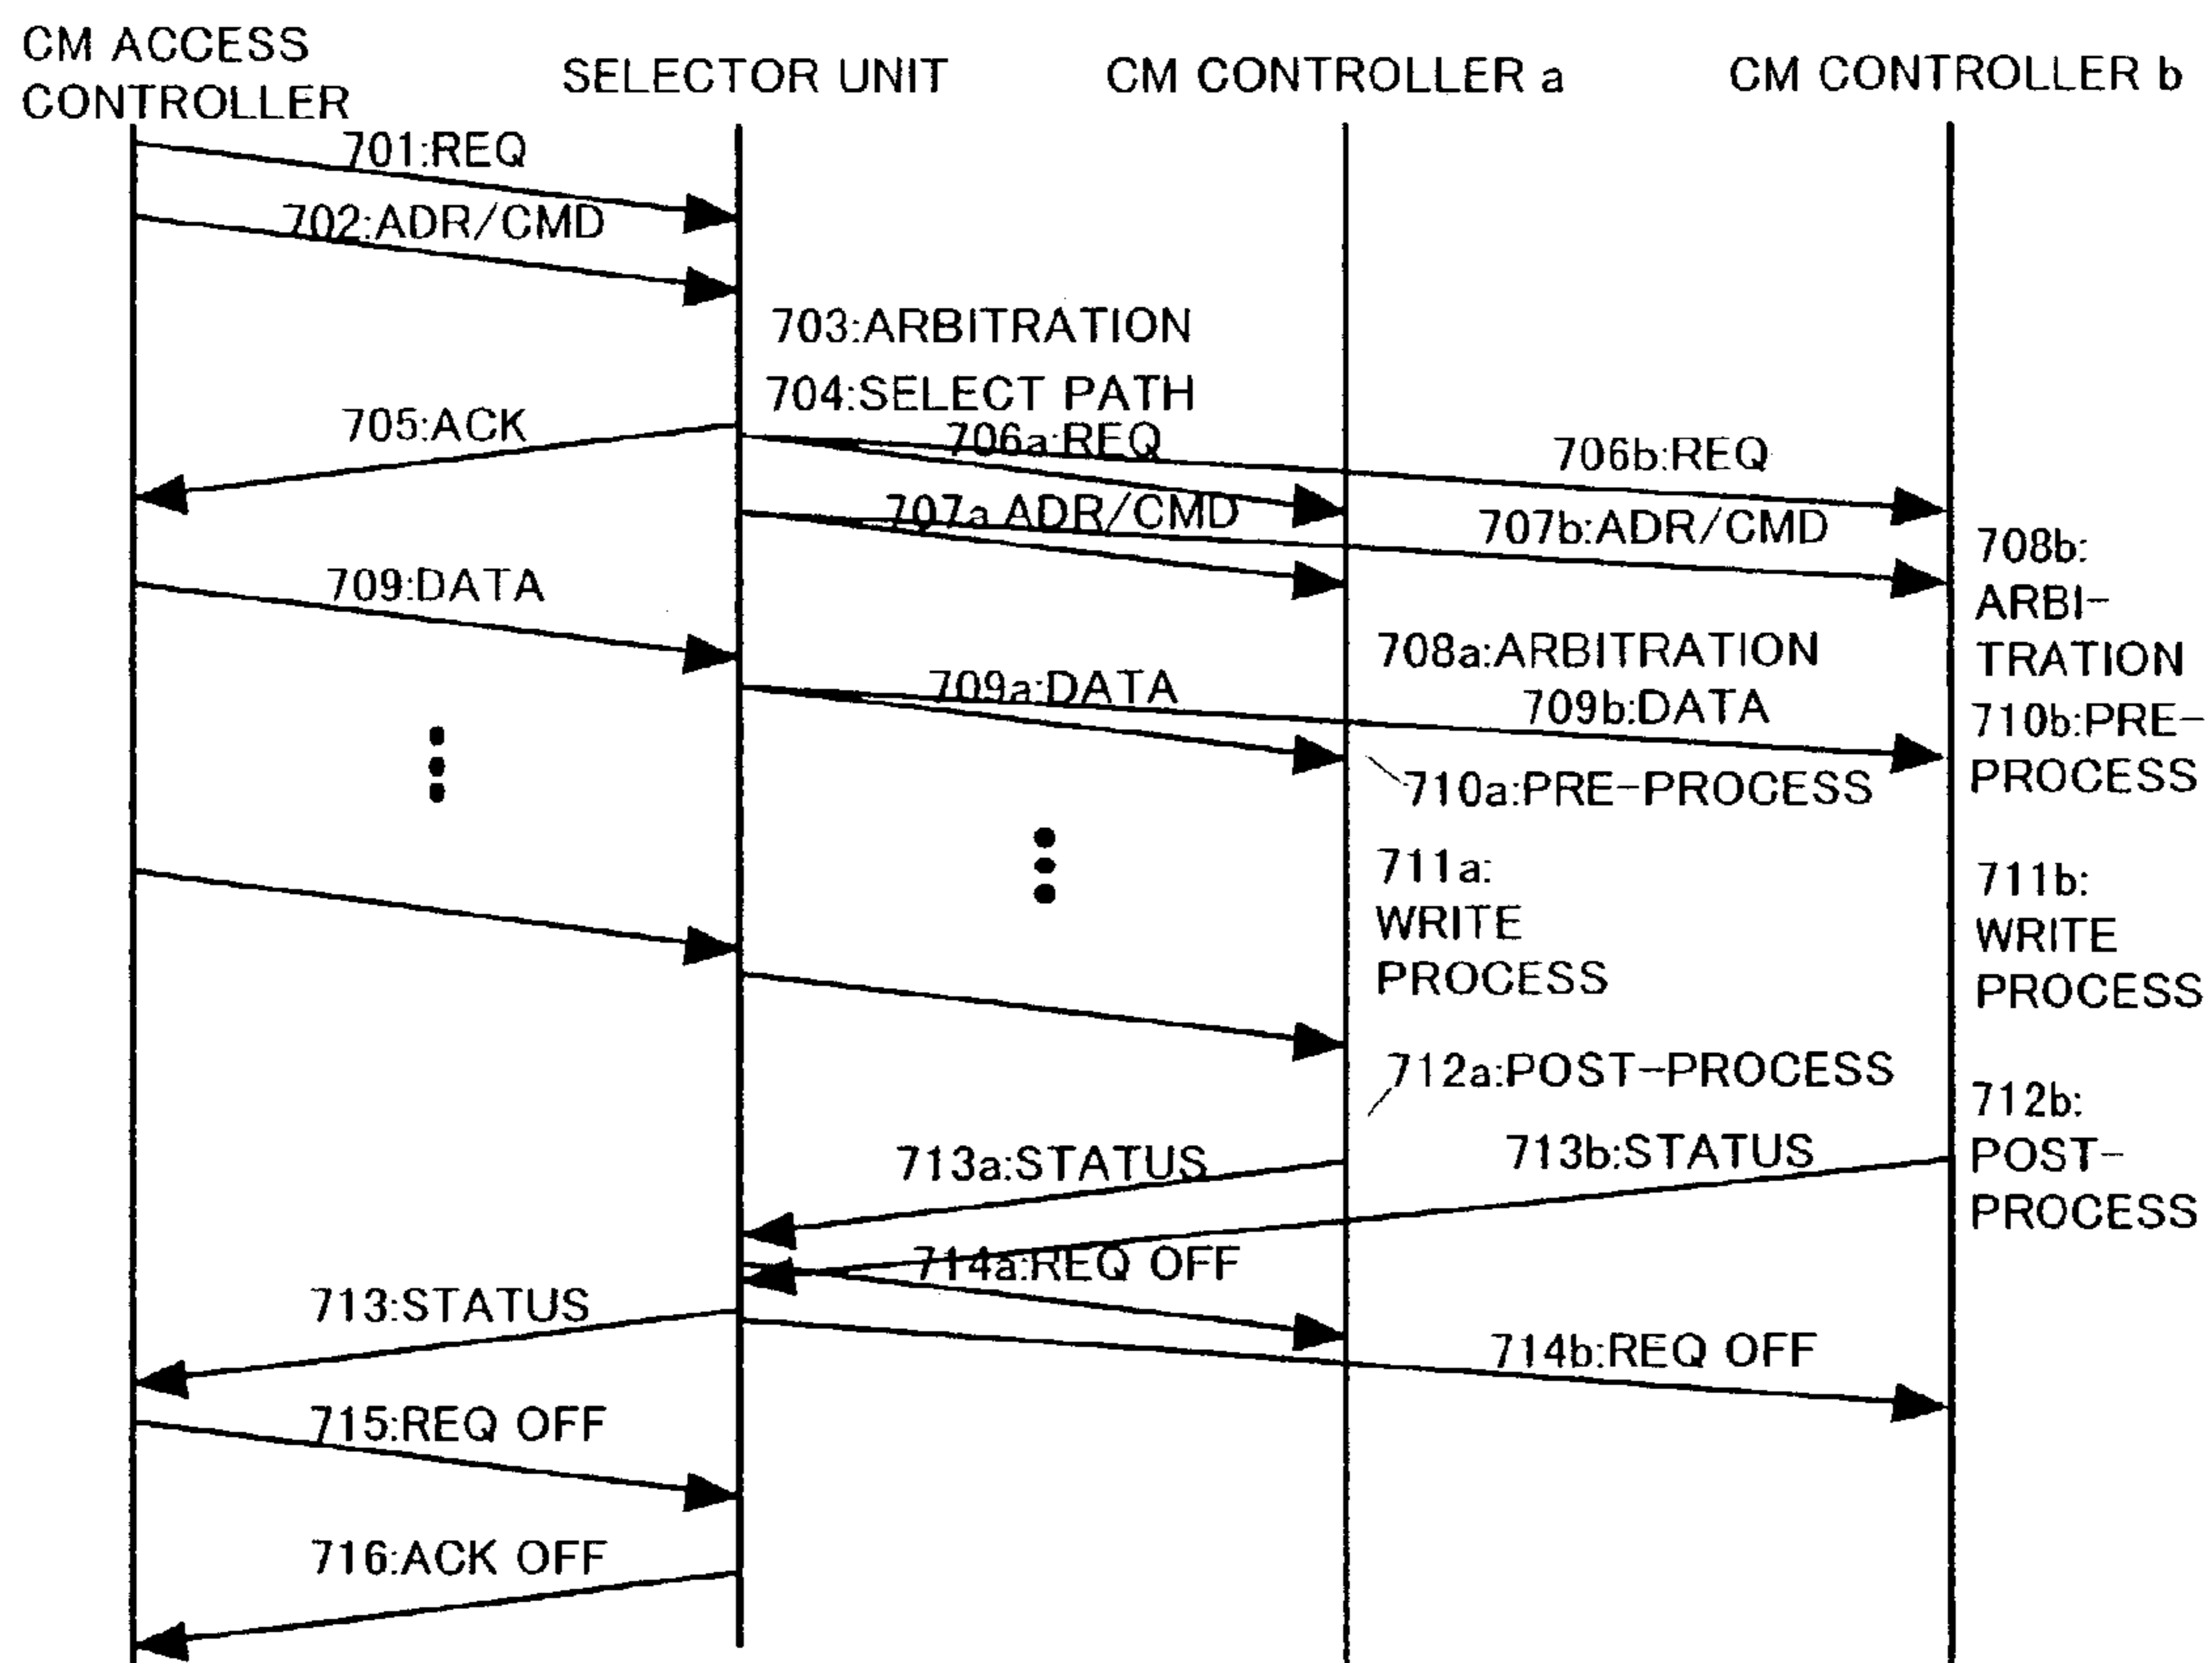 CM ACCESS
CONTROLLER
SELECTOR UNIT
CM CONTROLLER a
CM CONTROLLER b
701:REQ
702:ADR/CMD
703:ARBITRATION
704:SELECT PATH
705:ACK
706a:REQ
706b:REQ
707a ADR/CMD
707b:ADR/CMD
708b:
ARBI-
TRATION
709:DATA
708a:ARBITRATION
709a:DATA
709b:DATA
710b:PRE-
PROCESS
710a:PRE-PROCESS
711a:
WRITE
PROCESS
711b:
WRITE
PROCESS
712a:POST-PROCESS
712b:
POST-
PROCESS
713a:STATUS
713b:STATUS
714a:REQ OFF
713:STATUS
714b:REQ OFF
715:REQ OFF
716:ACK OFF